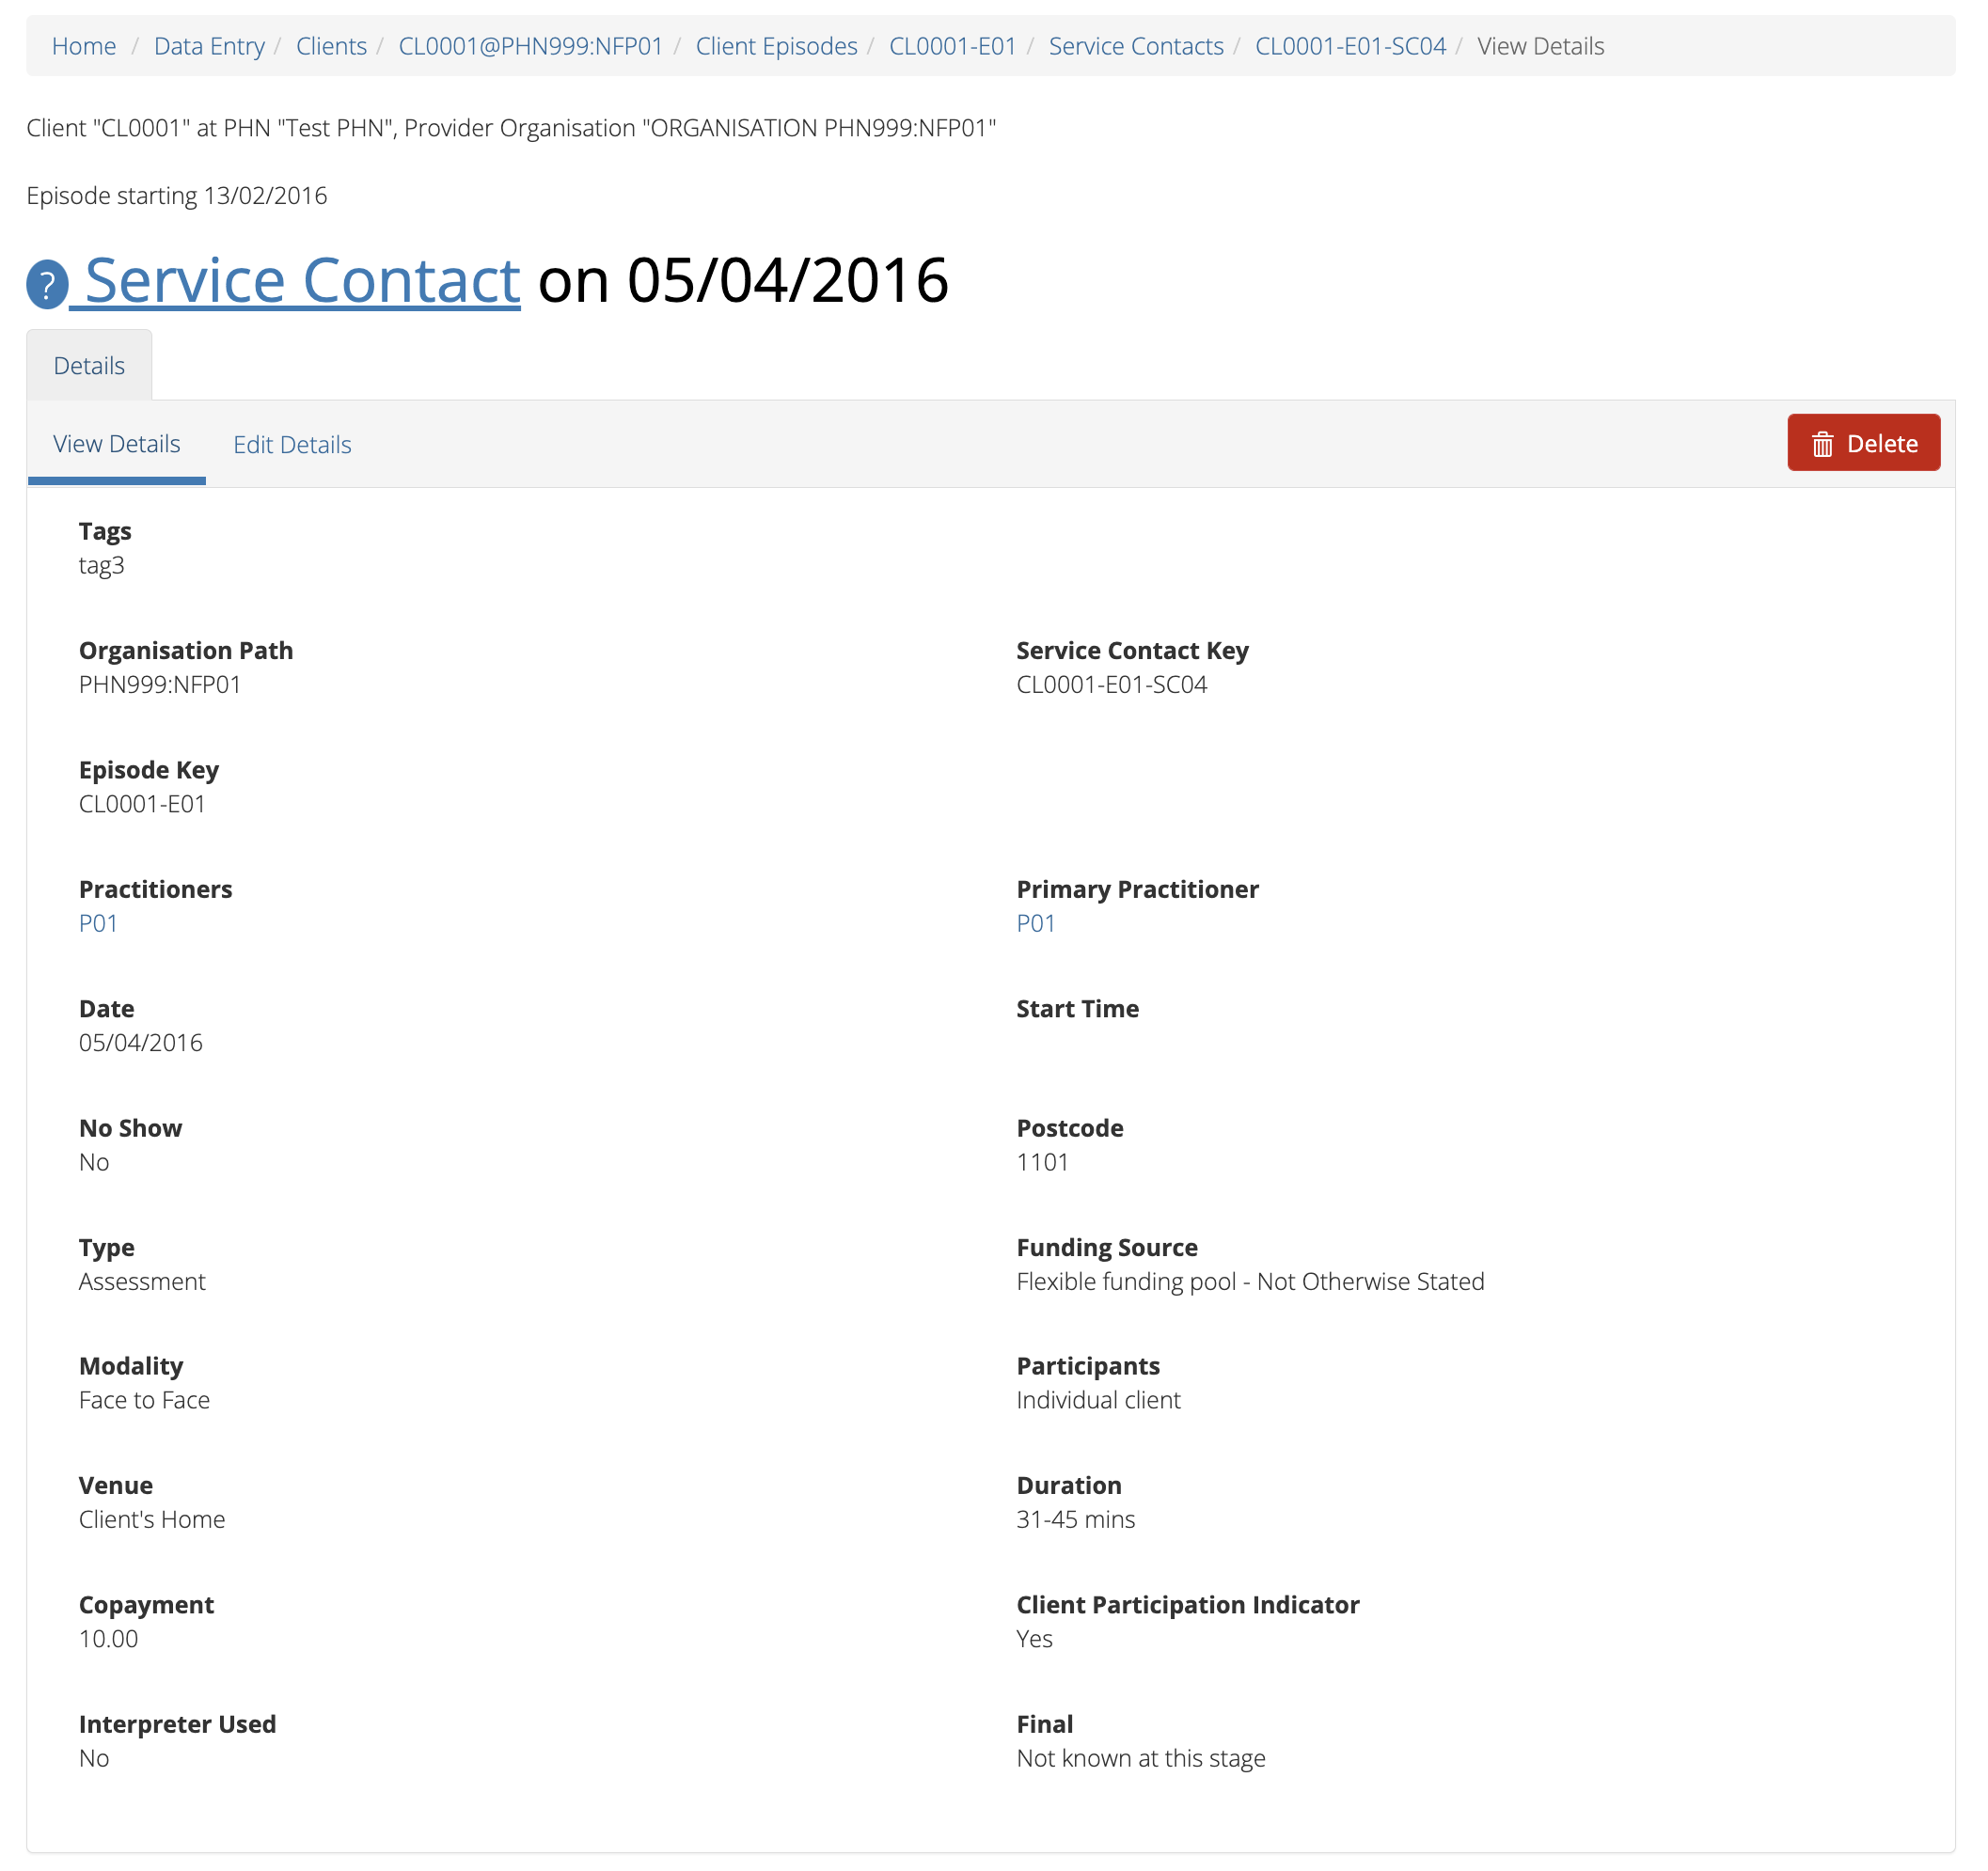 Home / Data Entry / Clients / CL0001@PHN999:NFP01 / Client Episodes / CL0001-E01 / Service Contacts / CL0001-E01-SC04 / View Details
Client "CL0001" at PHN "Test PHN", Provider Organisation "ORGANISATION PHN999:NFP01"
Episode starting 13/02/2016
? Service Contact on 05/04/2016
Details
View Details Edit Details Delete
Tags
tag3
Organisation Path Service Contact Key
PHN999:NFP01 CL0001-E01-SC04
Episode Key
CL0001-E01
Practitioners Primary Practitioner
P01 P01
Date Start Time
05/04/2016
No Show Postcode
No 1101
Type Funding Source
Assessment Flexible funding pool - Not Otherwise Stated
Modality Participants
Face to Face Individual client
Venue Duration
Client's Home 31-45 mins
Copayment Client Participation Indicator
10.00 Yes
Interpreter Used Final
No Not known at this stage